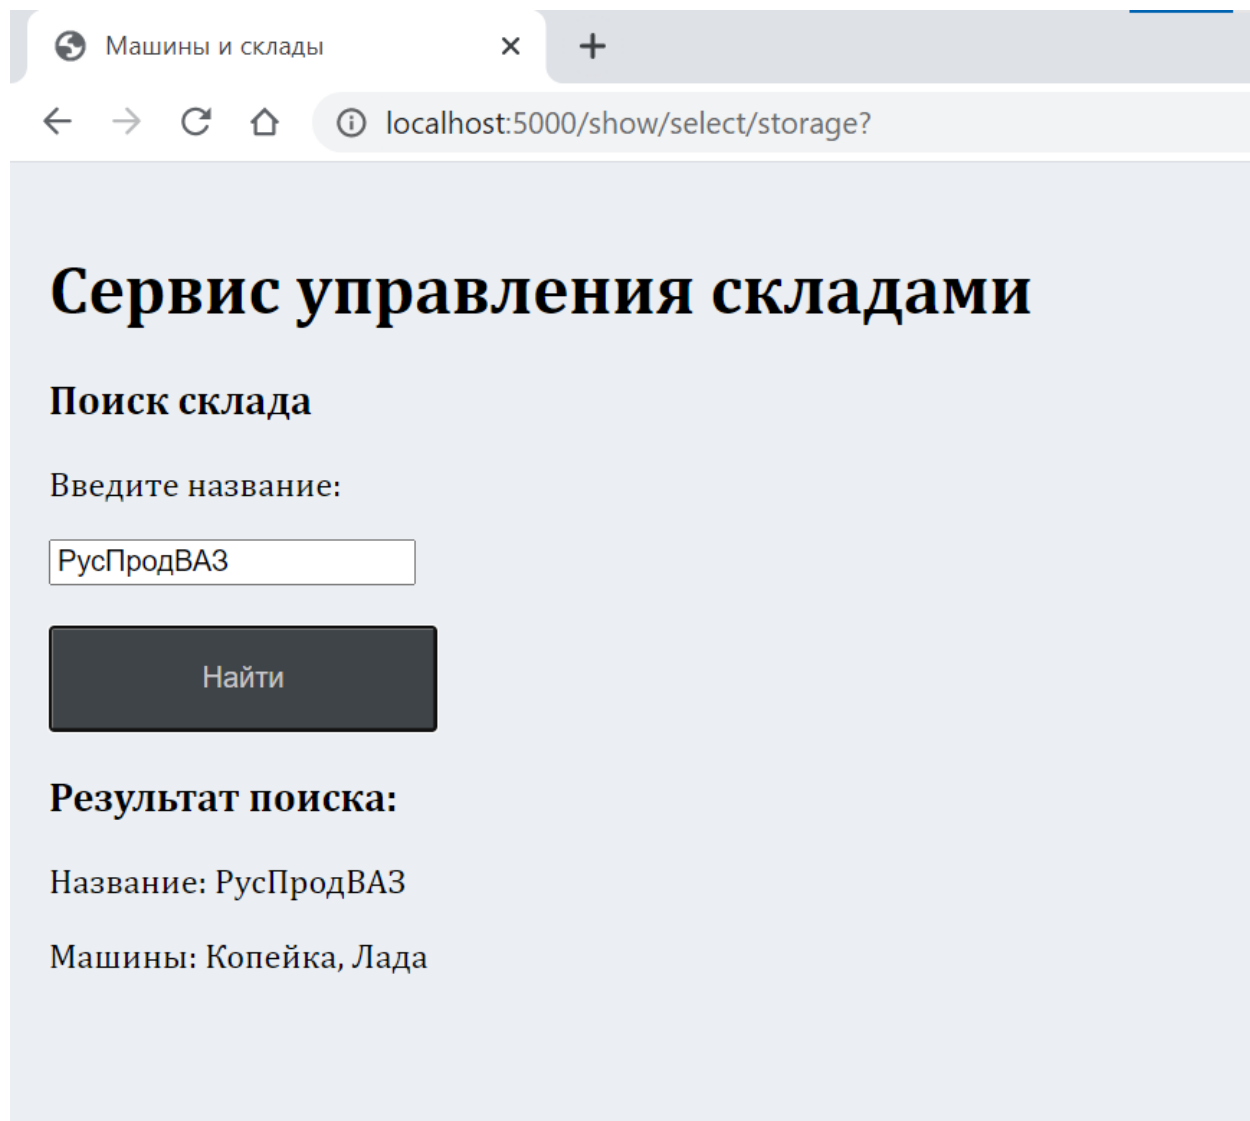 Машины и склады
localhost:5000/show/select/storage?
Сервис управления складами
Поиск склада
Введите название:
РусПродВАЗ
Найти
Результат поиска:
Название: РусПродВАЗ
Машины: Копейка, Лада